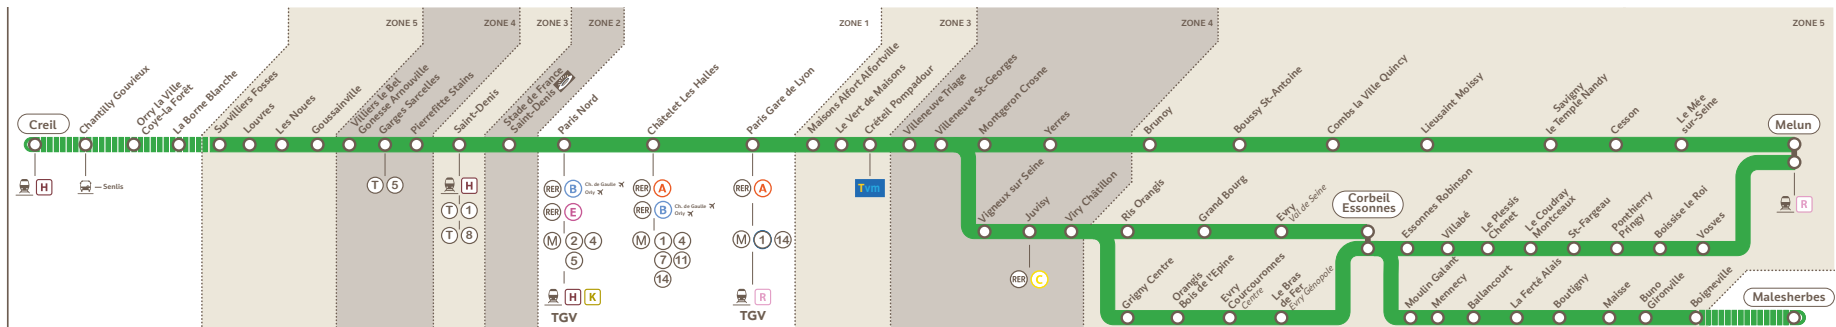 ZONE 5
ZONE 4
ZONE 3
ZONE 2
ZONE 1
ZONE 3
ZONE 4
ZONE 5
Creil
Chantilly Gouvieux
Orry la Ville
Coye-la Forêt
La Borne Blanche
Survilliers Fosses
Louvres
Les Noues
Goussainville
Villiers le Bel
Gonesse Arnouville
Garges Sarcelles
Pierrefitte Stains
Saint-Denis
Stade de France
Saint-Denis
Paris Nord
Châtelet Les Halles
Paris Gare de Lyon
Maisons Alfort Alfortville
Le Vert de Maisons
Créteil Pompadour
Villeneuve Triage
Villeneuve St-Georges
Montgeron Crosne
Yerres
Brunoy
Boussy St-Antoine
Combs la Ville Quincy
Lieusaint Moissy
Savigny
le Temple Nandy
Cesson
Le Mée
sur-Seine
Melun
H
Senlis
T 5
H
T 1
T 8
RER B Ch. de Gaulle
Orly
RER E
M 2 4
5
H K
TGV
RER A
RER B Ch. de Gaulle
Orly
M 1 4
7 11
14
RER A
M 1 14
R
TGV
Tvm
R
Vigneux sur Seine
Juvisy
Viry Châtillon
Ris Orangis
Grand Bourg
Evry
Val de Seine
Corbeil
Essonnes
Essonnes Robinson
Villabé
Le Plessis
Chenet
Le Coudray
Montceaux
St-Fargeau
Ponthierry
Pringy
Boissise le Roi
Vosves
RER C
Grigny Centre
Orangis
Bois de l'Epine
Evry
Courcouronnes
Centre
Le Bras
de Fer
Evry Génopole
Moulin Galant
Mennecy
Ballancourt
La Ferté Alais
Boutigny
Maisse
Buno
Gironville
Boigneville
Malesherbes